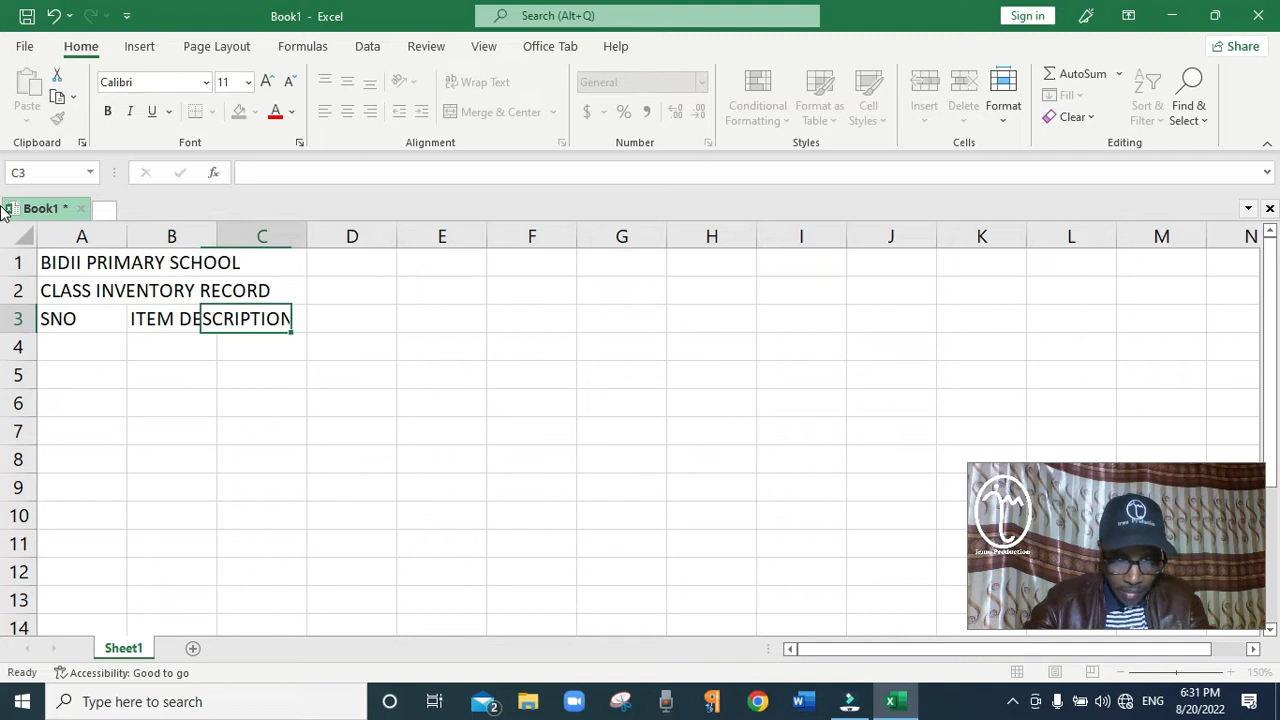 Book1 - Excel
Search (Alt+Q)
Sign in
File Home Insert Page Layout Formulas Data Review View Office Tab Help
Share
Paste
Calibri 11
B I U
Wrap Text
Merge & Center
General
$ % ,
Conditional Formatting
Format as Table
Cell Styles
Insert
Delete
Format
AutoSum
Fill
Clear
Sort & Filter
Find & Select
Clipboard Font Alignment Number Styles Cells Editing
C3
fx
Book1 *
A B C D E F G H I J K L M N
1 BIDII PRIMARY SCHOOL
2 CLASS INVENTORY RECORD
3 SNO ITEM DESCRIPTION
4
5
6
7
8
9
10
11
12
13
14
Jemu Production
Sheet1
Ready
Accessibility: Good to go
150%
Type here to search
2
ENG
6:31 PM
8/20/2022